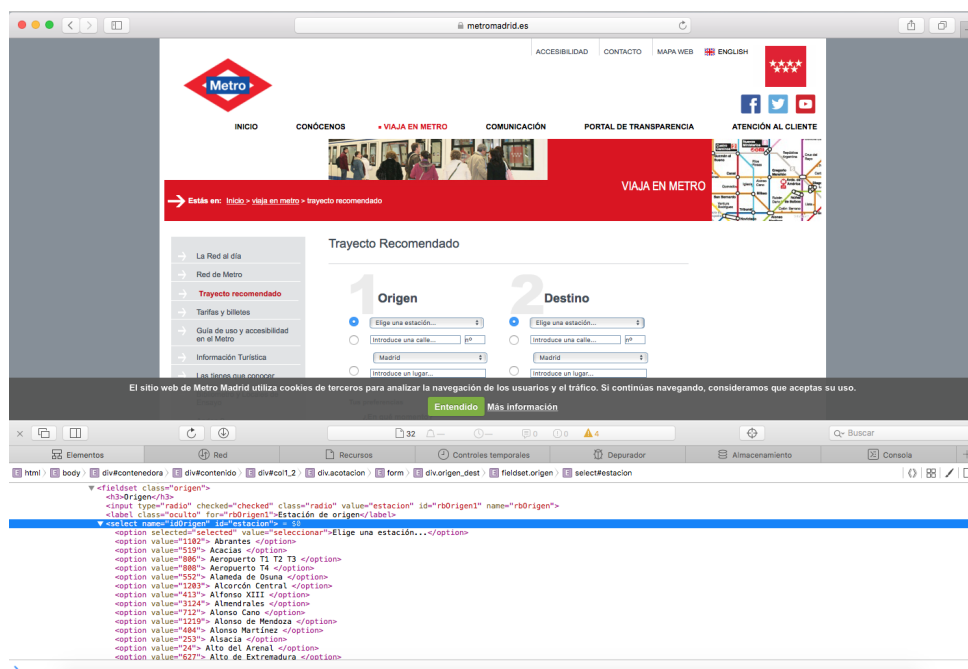 metromadrid.es
ACCESIBILIDAD CONTACTO MAPA WEB ENGLISH
Metro
INICIO CONÓCENOS VIAJA EN METRO COMUNICACIÓN PORTAL DE TRANSPARENCIA ATENCIÓN AL CLIENTE
VIAJA EN METRO
Estás en: Inicio > viaja en metro > trayecto recomendado
Trayecto Recomendado
La Red al día
Red de Metro
Trayecto recomendado
Tarifas y billetes
Guía de uso y accesibilidad
en el Metro
Información Turística
Las tienes que conocer
1 Origen 2 Destino
Elige una estación... Elige una estación...
Introduce una calle... nº Introduce una calle... nº
Madrid Madrid
Introduce un lugar... Introduce un lugar...
El sitio web de Metro Madrid utiliza cookies de terceros para analizar la navegación de los usuarios y el tráfico. Si continúas navegando, consideramos que aceptas su uso.
Entendido Más información
32 0 0 4 Buscar
Elementos Red Recursos Controles temporales Depurador Almacenamiento Consola
E html E body E div#contenedora E div#contenido E div#col1_2 E div.acotacion E form E div.origen_dest E fieldset.origen E select#estacion
<fieldset class="origen">
<h3>Origen</h3>
<input type="radio" checked="checked" class="radio" value="estacion" id="rbOrigen1" name="rbOrigen">
<label class="oculto" for="rbOrigen1">Estación de origen</label>
<select name="idOrigen" id="estacion"> = $0
<option selected="selected" value="seleccionar">Elige una estación...</option>
<option value="1102"> Abrantes </option>
<option value="519"> Acacias </option>
<option value="806"> Aeropuerto T1 T2 T3 </option>
<option value="808"> Aeropuerto T4 </option>
<option value="552"> Alameda de Osuna </option>
<option value="1203"> Alcorcón Central </option>
<option value="413"> Alfonso XIII </option>
<option value="3124"> Almendrales </option>
<option value="712"> Alonso Cano </option>
<option value="1219"> Alonso de Mendoza </option>
<option value="404"> Alonso Martínez </option>
<option value="253"> Alsacia </option>
<option value="24"> Alto del Arenal </option>
<option value="627"> Alto de Extremadura </option>